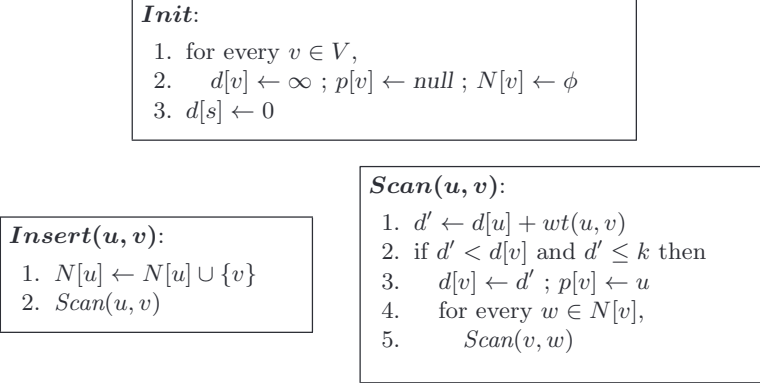 Init:
1. for every v ∈ V,
2. d[v] ← ∞ ; p[v] ← null ; N[v] ← ϕ
3. d[s] ← 0
Insert(u, v):
1. N[u] ← N[u] ∪ {v}
2. Scan(u, v)
Scan(u, v):
1. d′ ← d[u] + wt(u, v)
2. if d′ < d[v] and d′ ≤ k then
3. d[v] ← d′ ; p[v] ← u
4. for every w ∈ N[v],
5. Scan(v, w)